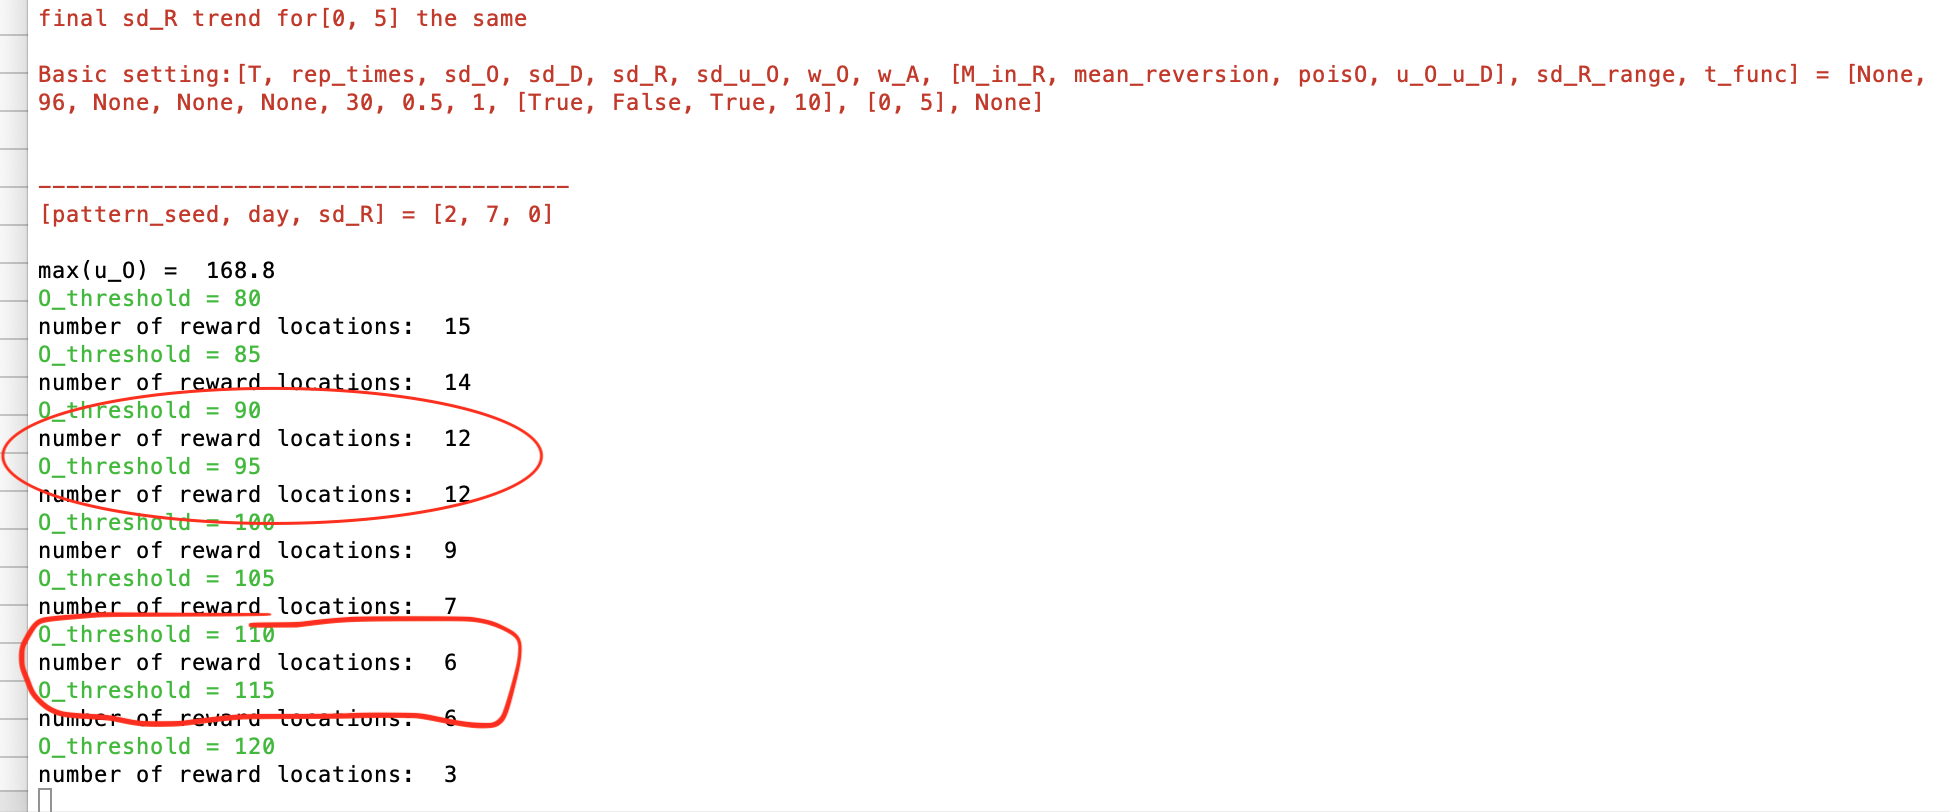 final sd_R trend for[0, 5] the same
Basic setting:[T, rep_times, sd_O, sd_D, sd_R, sd_u_O, w_O, w_A, [M_in_R, mean_reversion, poisO, u_O_u_D], sd_R_range, t_func] = [None,
96, None, None, None, 30, 0.5, 1, [True, False, True, 10], [0, 5], None]
--------------------------------------
[pattern_seed, day, sd_R] = [2, 7, 0]
max(u_O) =  168.8
O_threshold = 80
number of reward locations:  15
O_threshold = 85
number of reward locations:  14
O_threshold = 90
number of reward locations:  12
O_threshold = 95
number of reward locations:  12
O_threshold = 100
number of reward locations:  9
O_threshold = 105
number of reward locations:  7
O_threshold = 110
number of reward locations:  6
O_threshold = 115
number of reward locations:  6
O_threshold = 120
number of reward locations:  3